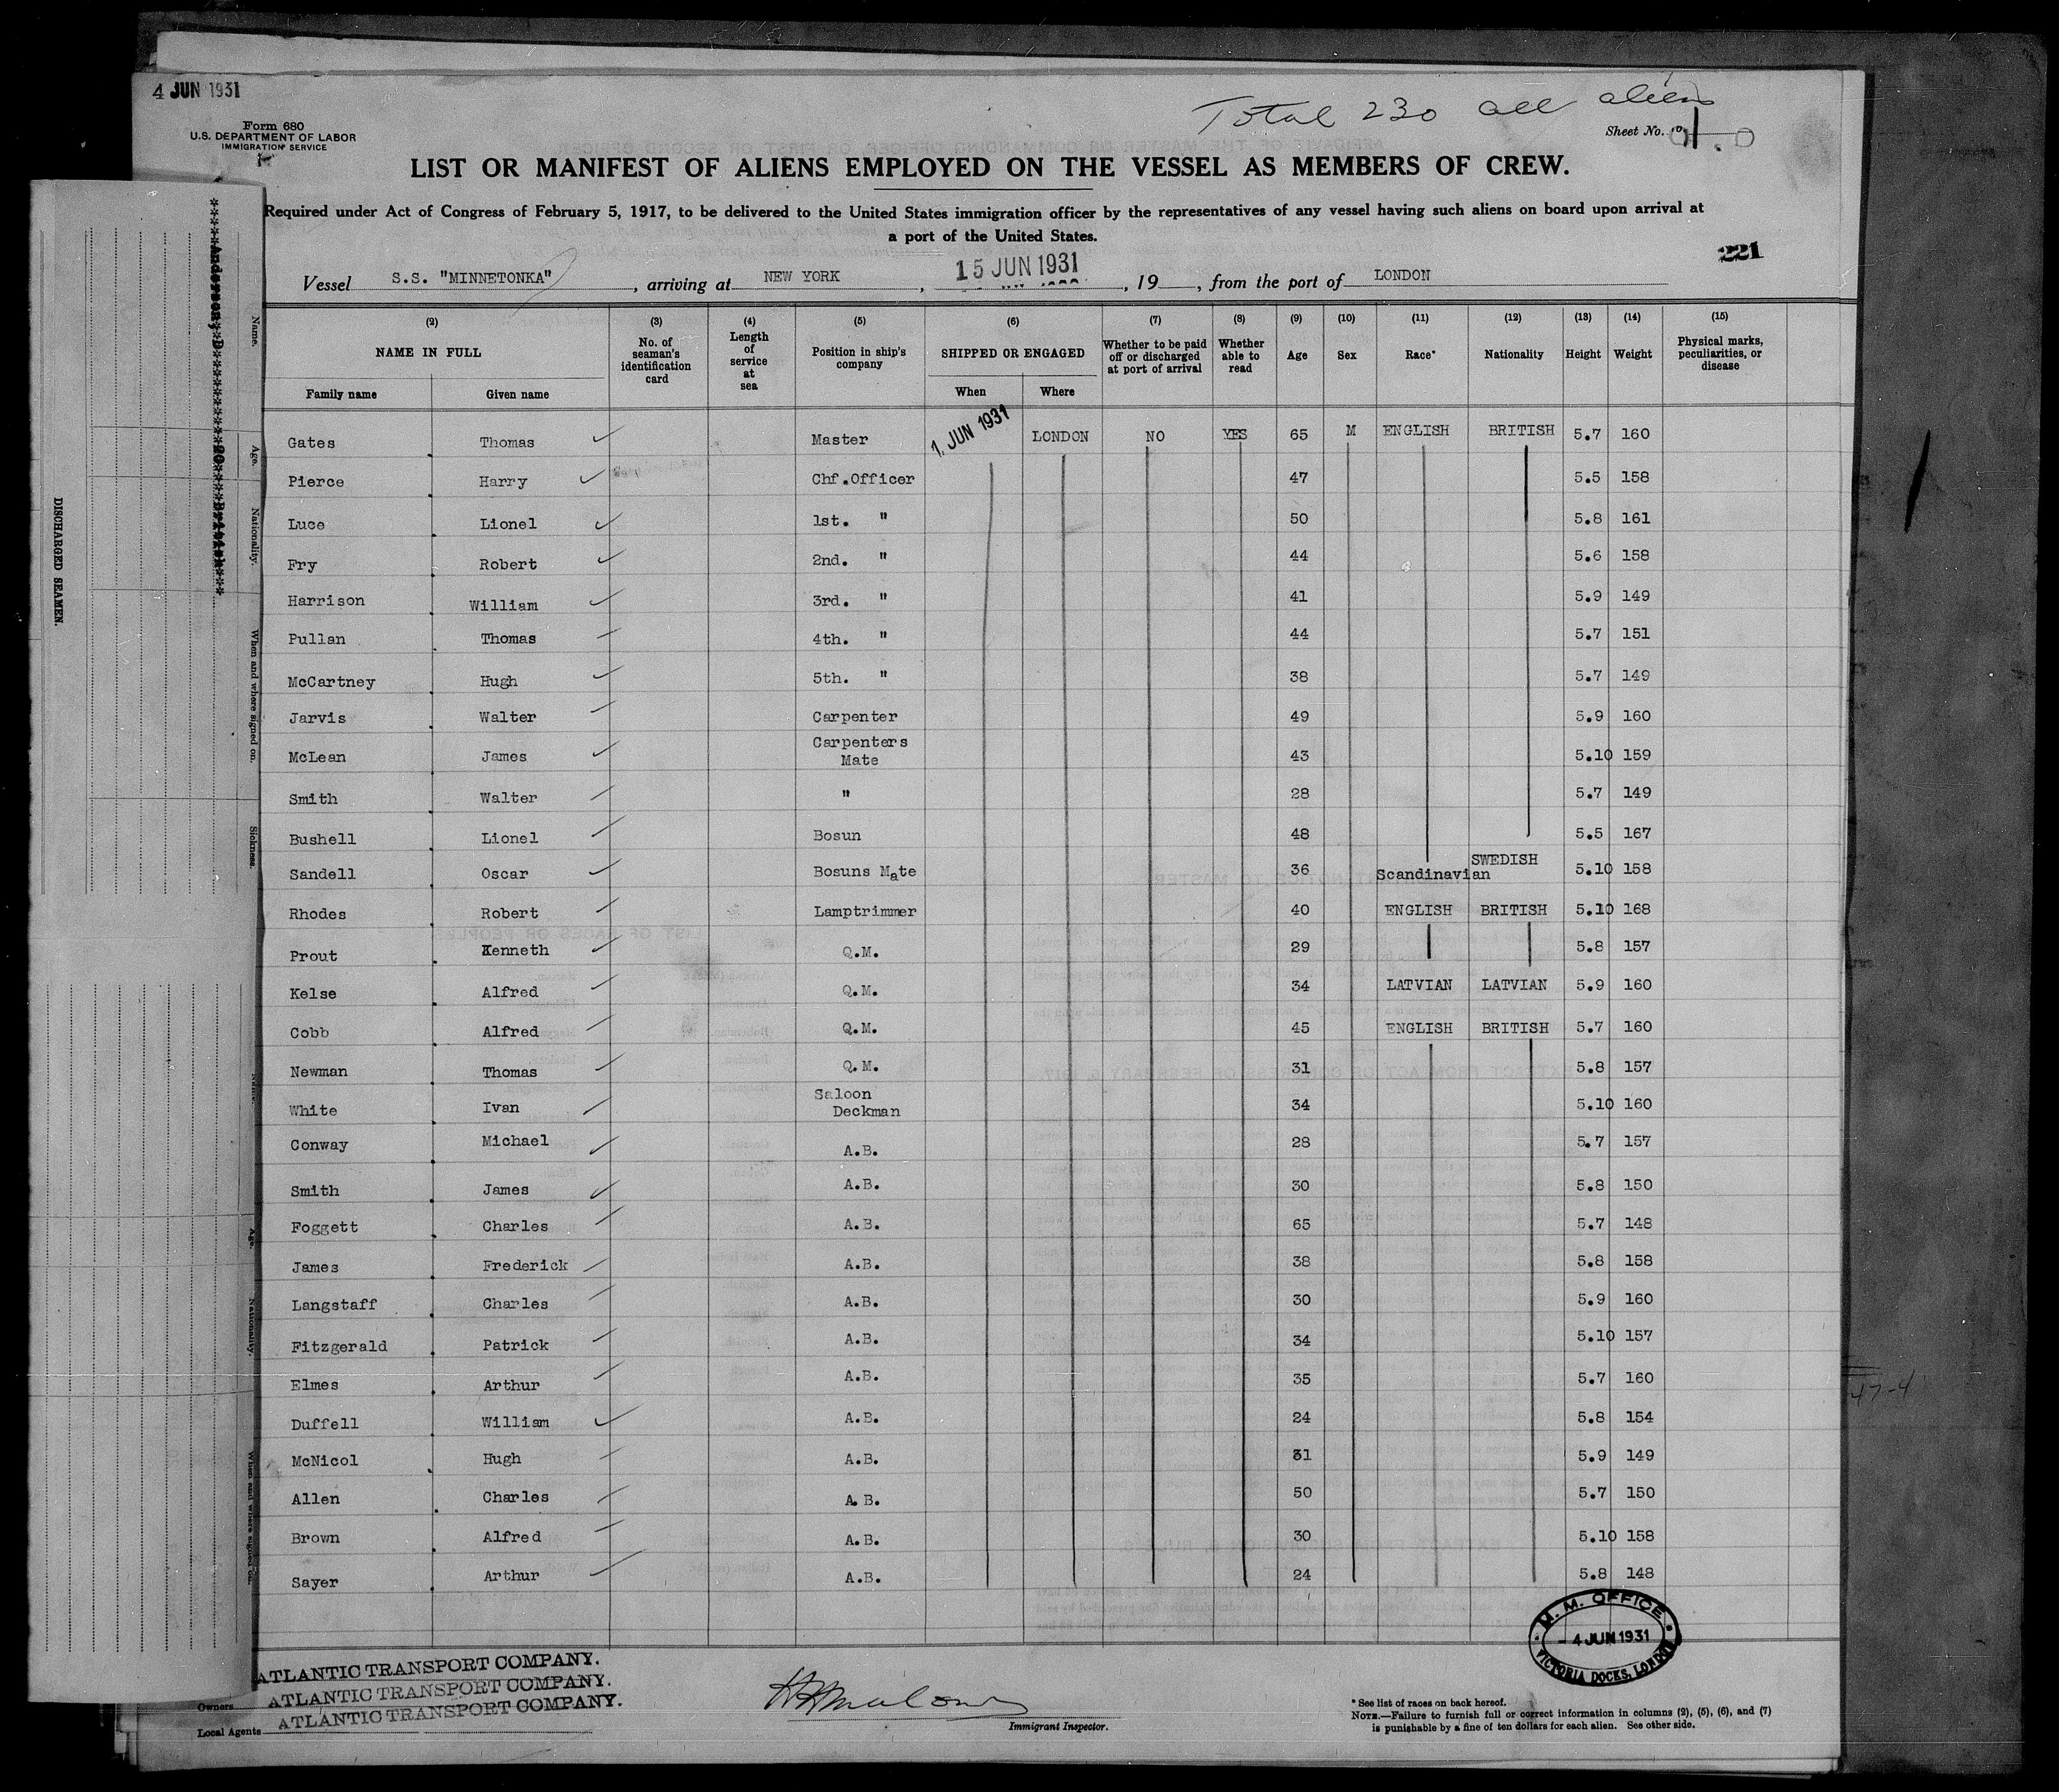 4 JUN 1931
Total 230 all aliens
Form 680
U.S. DEPARTMENT OF LABOR
IMMIGRATION SERVICE
Sheet No. 1
LIST OR MANIFEST OF ALIENS EMPLOYED ON THE VESSEL AS MEMBERS OF CREW.
Required under Act of Congress of February 5, 1917, to be delivered to the United States immigration officer by the representatives of any vessel having such aliens on board upon arrival at
a port of the United States.
221
Vessel S.S. "MINNETONKA", arriving at NEW YORK, 15 JUN 1931, 19, from the port of LONDON
(2) (3) (4) (5) (6) (7) (8) (9) (10) (11) (12) (13) (14) (15)
NAME IN FULL No. of seaman's identification card Length of service at sea Position in ship's company SHIPPED OR ENGAGED Whether to be paid off or discharged at port of arrival Whether able to read Age Sex Race* Nationality Height Weight Physical marks, peculiarities, or disease
Family name Given name When Where
Gates Thomas Master 1. JUN 1931 LONDON NO YES 65 M ENGLISH BRITISH 5.7 160
Pierce Harry Chf.Officer 47 5.5 158
Luce Lionel 1st. " 50 5.8 161
Fry Robert 2nd. " 44 5.6 158
Harrison William 3rd. " 41 5.9 149
Pullan Thomas 4th. " 44 5.7 151
McCartney Hugh 5th. " 38 5.7 149
Jarvis Walter Carpenter 49 5.9 160
McLean James Carpenters Mate 43 5.10 159
Smith Walter " 28 5.7 149
Bushell Lionel Bosun 48 5.5 167
Sandell Oscar Bosuns Mate 36 Scandinavian SWEDISH 5.10 158
Rhodes Robert Lamptrimmer 40 ENGLISH BRITISH 5.10 168
Prout Kenneth Q.M. 29 5.8 157
Kelse Alfred Q.M. 34 LATVIAN LATVIAN 5.9 160
Cobb Alfred Q.M. 45 ENGLISH BRITISH 5.7 160
Newman Thomas Q.M. 31 5.8 157
White Ivan Saloon Deckman 34 5.10 160
Conway Michael A.B. 28 5.7 157
Smith James A.B. 30 5.8 150
Foggett Charles A.B. 65 5.7 148
James Frederick A.B. 38 5.8 158
Langstaff Charles A.B. 30 5.9 160
Fitzgerald Patrick A.B. 34 5.10 157
Elmes Arthur A.B. 35 5.7 160
Duffell William A.B. 24 5.8 154
McNicol Hugh A.B. 31 5.9 149
Allen Charles A.B. 50 5.7 150
Brown Alfred A.B. 30 5.10 158
Sayer Arthur A.B. 24 5.8 148
M. M. OFFICE
- 4 JUN 1931
VICTORIA DOCKS, LONDON
ATLANTIC TRANSPORT COMPANY.
ATLANTIC TRANSPORT COMPANY.
Owners
ATLANTIC TRANSPORT COMPANY.
Local Agents
Immigrant Inspector.
* See list of races on back hereof.
NOTE.—Failure to furnish full or correct information in columns (2), (5), (6), and (7)
is punishable by a fine of ten dollars for each alien. See other side.
DISCHARGED SEAMEN.
Name. Age. Nationality. When and where signed on. Sickness.
Name. Age. Nationality. When and where signed on.
47-4